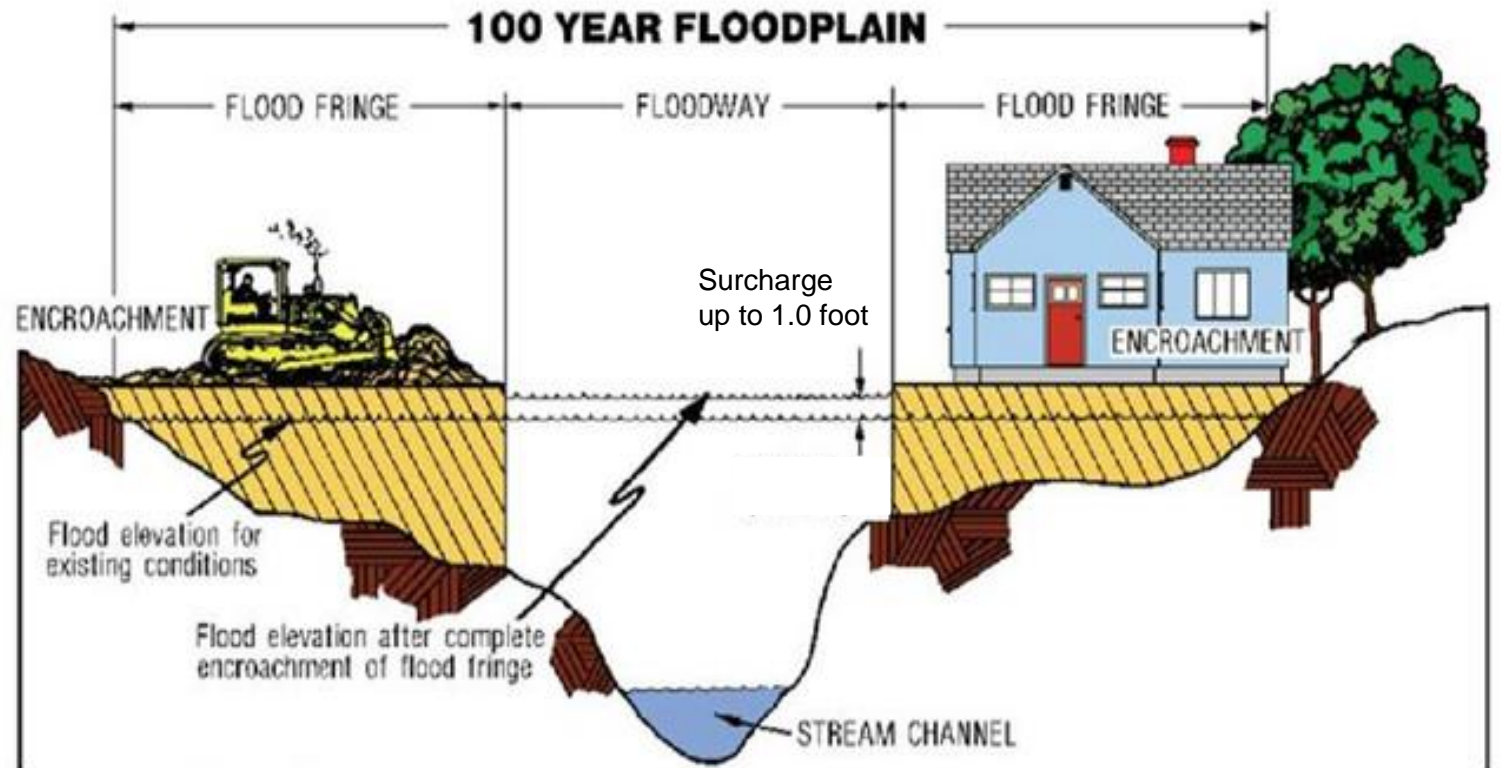 100 YEAR FLOODPLAIN
FLOOD FRINGE
FLOODWAY
FLOOD FRINGE
Surcharge
up to 1.0 foot
ENCROACHMENT
ENCROACHMENT
Flood elevation for
existing conditions
Flood elevation after complete
encroachment of flood fringe
STREAM CHANNEL